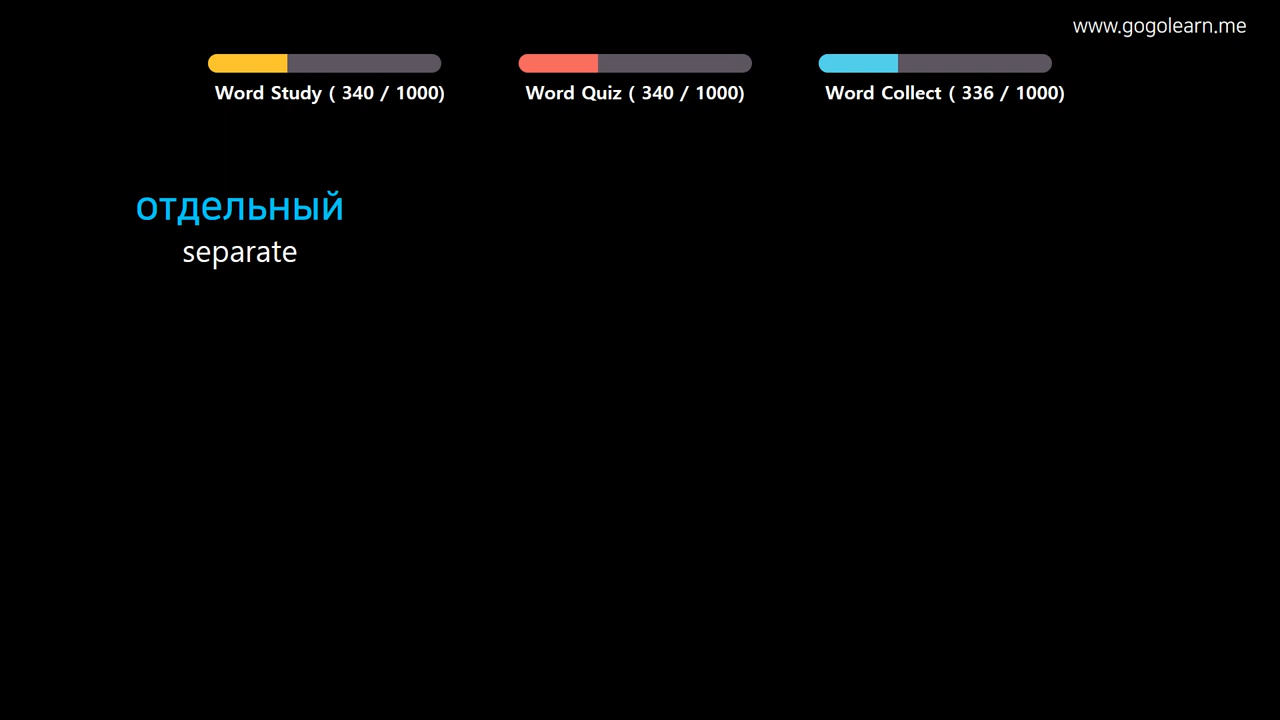 www.gogolearn.me
Word Study ( 340 / 1000)
Word Quiz ( 340 / 1000)
Word Collect ( 336 / 1000)
отдельный
separate